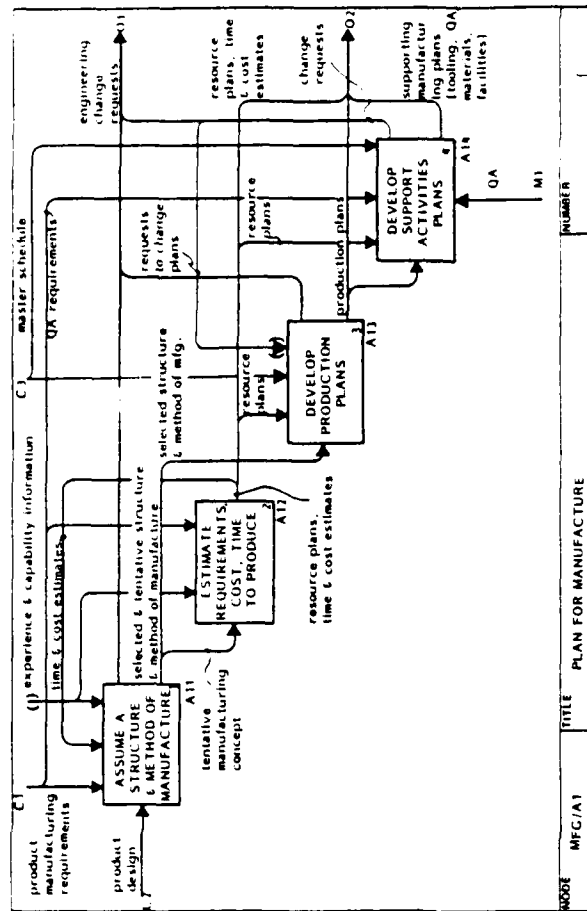 C1
product
manufacturing
requirements
experience & capability information
time & cost estimates
C3
master schedule
QA requirements
product
design
ASSUME A
STRUCTURE
& METHOD OF
MANUFACTURE
A11
selected & tentative structure
& method of manufacture
tentative
manufacturing
concept
ESTIMATE
REQUIREMENTS,
COST, TIME
TO PRODUCE
2
A12
resource plans,
time & cost estimates
selected structure
& method of mfg.
resource
plans
requests
to change
plans
DEVELOP
PRODUCTION
PLANS
3
A13
production plans
resource
plans
DEVELOP
SUPPORT
ACTIVITIES
PLANS
4
A14
QA
M1
engineering
change
requests
O1
resource
plans, time
& cost
estimates
O2
change
requests
supporting
manufactur
ing plans
(tooling, QA,
materials,
facilities)
NODE
MFG/A1
TITLE
PLAN FOR MANUFACTURE
NUMBER